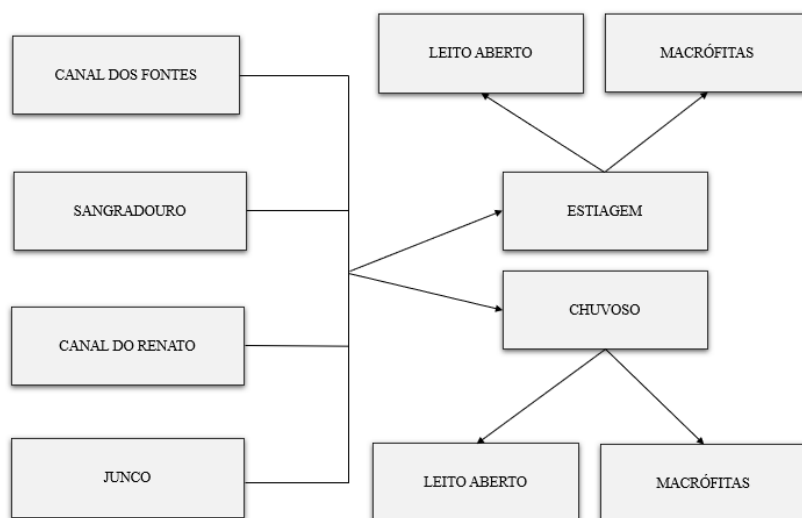 LEITO ABERTO
MACRÓFITAS
CANAL DOS FONTES
SANGRADOURO
ESTIAGEM
CHUVOSO
CANAL DO RENATO
JUNCO
LEITO ABERTO
MACRÓFITAS